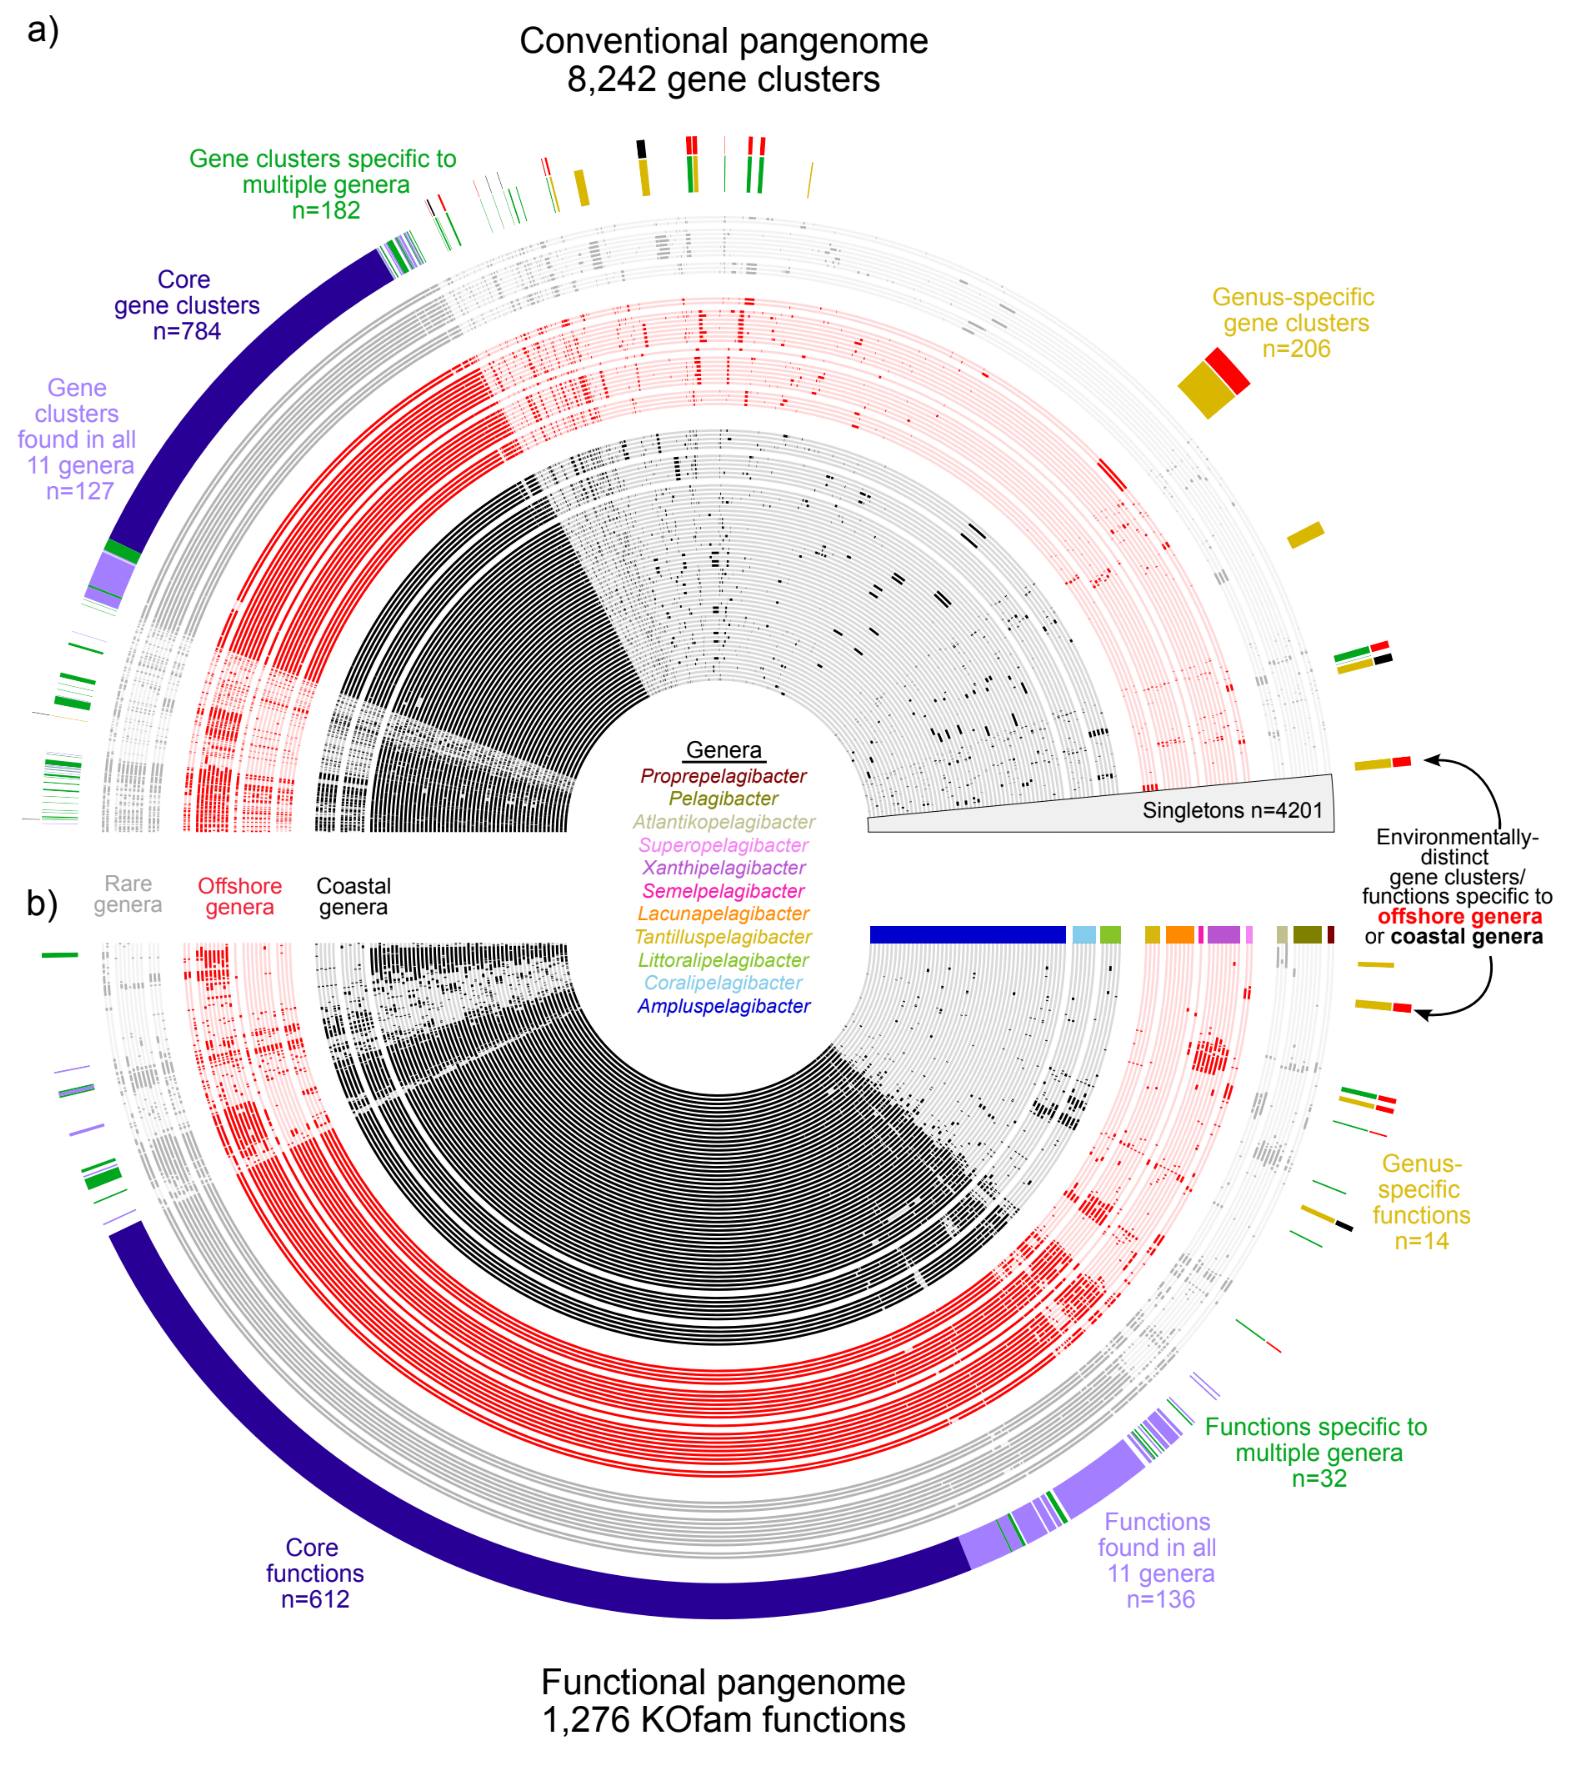 a)
Conventional pangenome
8,242 gene clusters
Gene clusters specific to
multiple genera
n=182
Core
gene clusters
n=784
Gene
clusters
found in all
11 genera
n=127
Genus-specific
gene clusters
n=206
Genera
Proprepelagibacter
Pelagibacter
Atlantikopelagibacter
Superopelagibacter
Xanthipelagibacter
Semelpelagibacter
Lacunapelagibacter
Tantilluspelagibacter
Littoralipelagibacter
Coralipelagibacter
Ampluspelagibacter
Singletons n=4201
Environmentally-
distinct
gene clusters/
functions specific to
offshore genera
or coastal genera
b)
Rare
genera
Offshore
genera
Coastal
genera
Genus-
specific
functions
n=14
Functions specific to
multiple genera
n=32
Functions
found in all
11 genera
n=136
Core
functions
n=612
Functional pangenome
1,276 KOfam functions